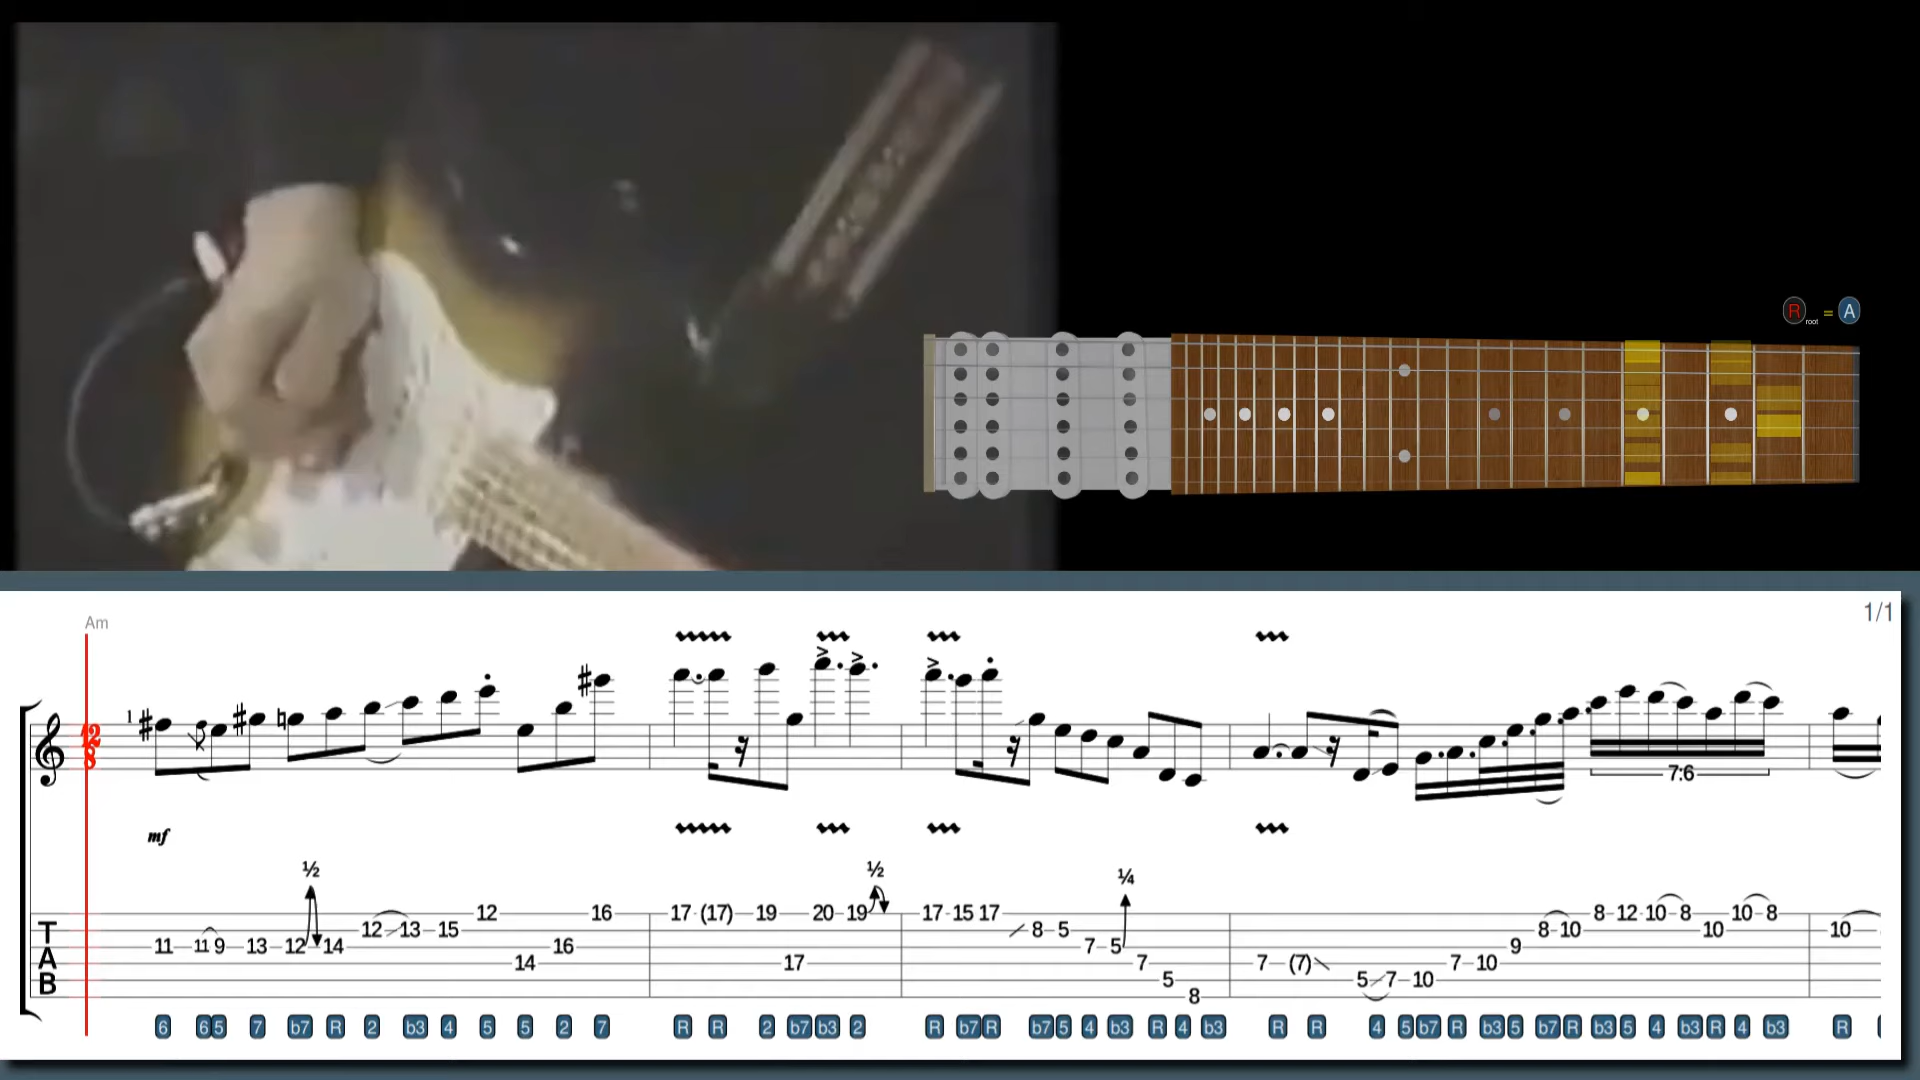 R root = A
1/1
Am
12
8
1
7:6
mf
½ ½ ¼
12 16 17 (17) 19 20 19 17 15 17 8 12 10 8 10 8
T 12 13 15 8 5 8 10 10 10
A 11 11 9 13 12 14 16 7 5 9
B 14 17 7 7 (7) 7 10
5 5 7 10
8
6 6 5 7 b7 R 2 b3 4 5 5 2 7 R R 2 b7 b3 2 R b7 R b7 5 4 b3 R 4 b3 R R 4 5 b7 R b3 5 b7 R b3 5 4 b3 R 4 b3 R